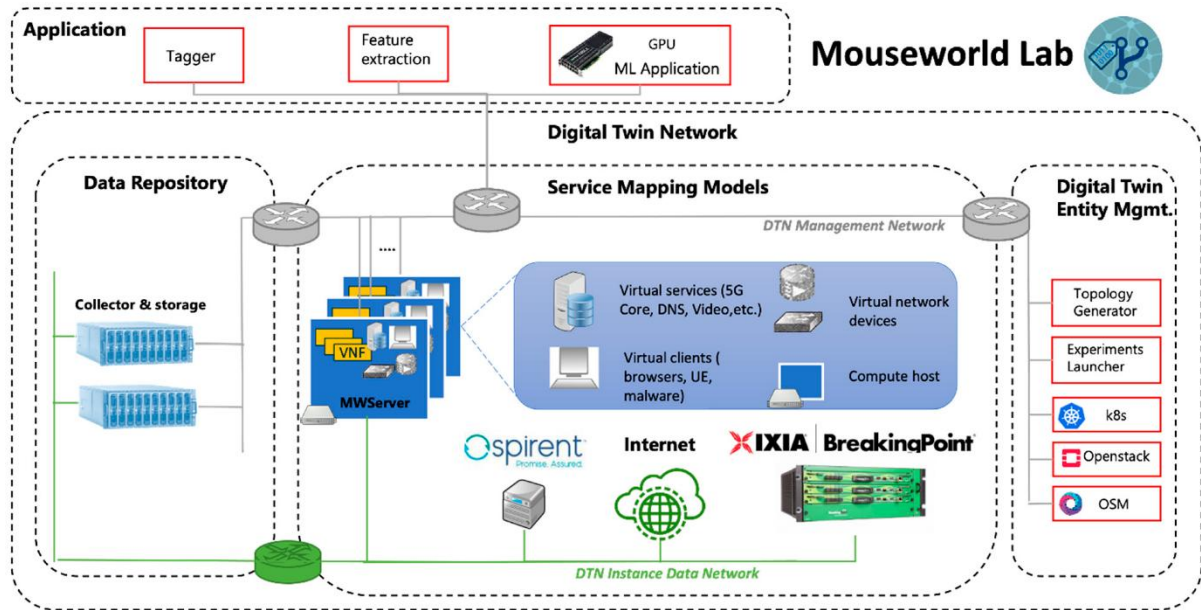 Application
Tagger
Feature
extraction
GPU
ML Application
Mouseworld Lab
Digital Twin Network
Data Repository
Service Mapping Models
Digital Twin
Entity Mgmt.
DTN Management Network
....
Collector & storage
VNF
MWServer
Virtual services (5G
Core, DNS, Video,etc.)
Virtual network
devices
Virtual clients (
browsers, UE,
malware)
Compute host
Topology
Generator
Experiments
Launcher
k8s
Openstack
OSM
spirent™
Promise. Assured.
Internet
IXIA | BreakingPoint
DTN Instance Data Network